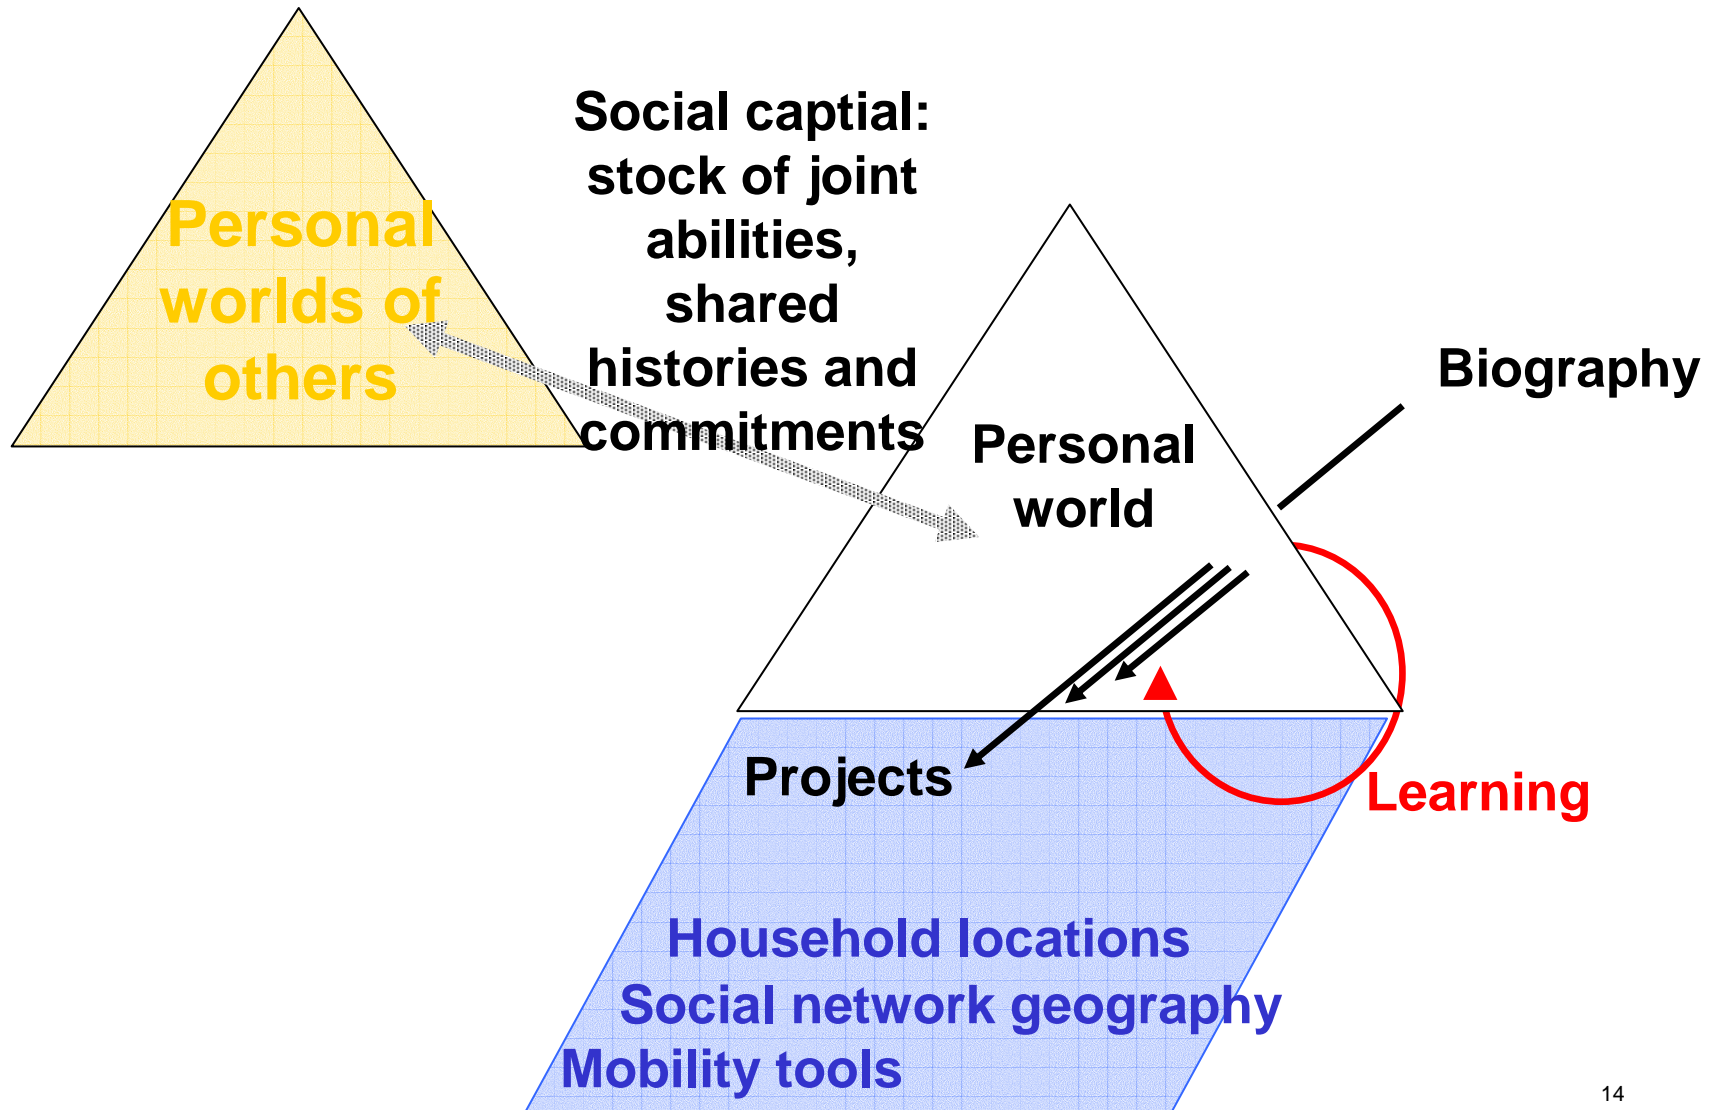 Personal
worlds of
others
Social captial:
stock of joint
abilities,
shared
histories and
commitments
Personal
world
Biography
Projects
Learning
Household locations
Social network geography
Mobility tools
14